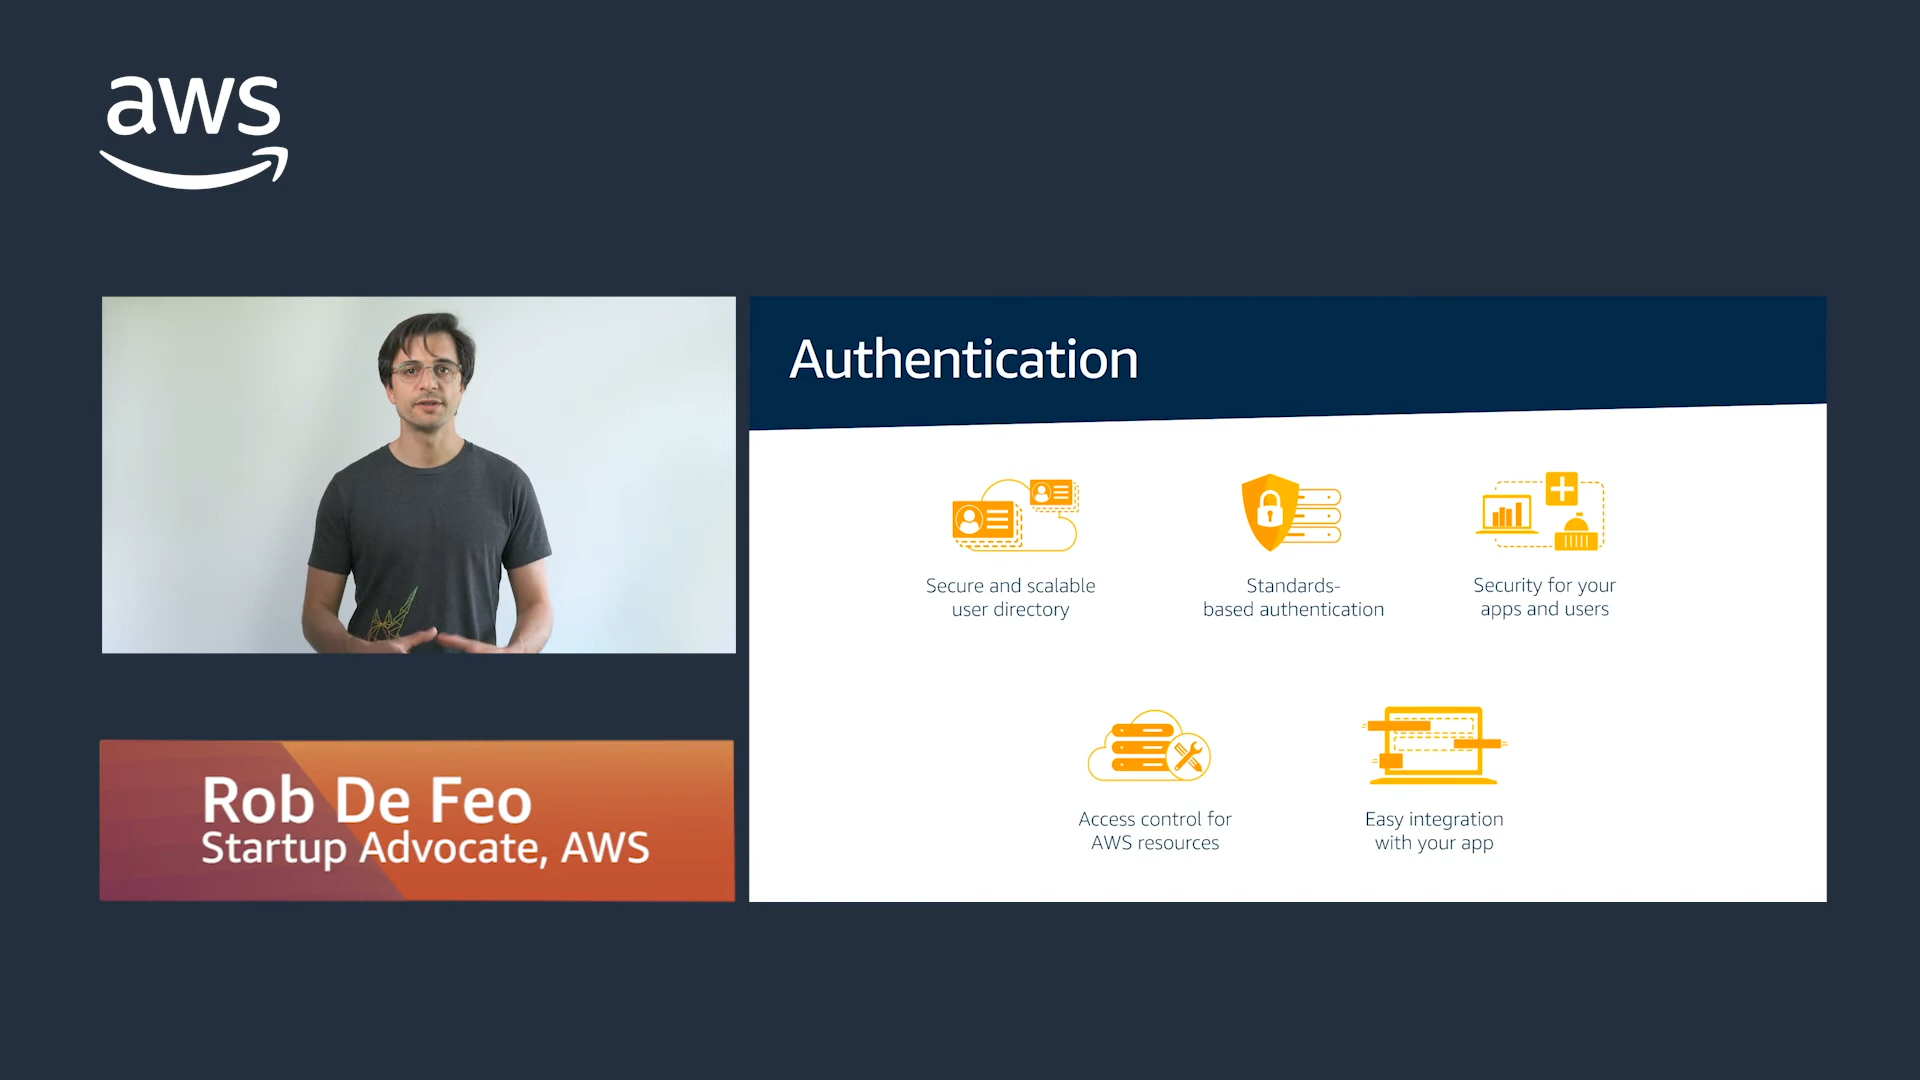 aws
Authentication
Secure and scalable
user directory
Standards-
based authentication
Security for your
apps and users
Access control for
AWS resources
Easy integration
with your app
Rob De Feo
Startup Advocate, AWS